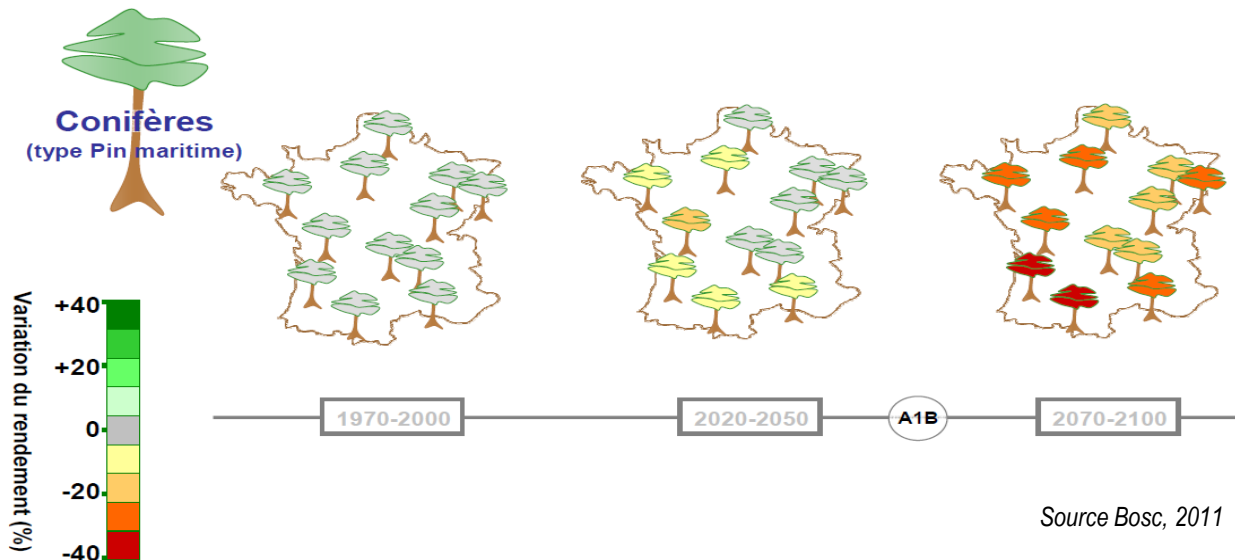 Conifères
(type Pin maritime)
Variation du rendement (%)
+40
+20
0
-20
-40
1970-2000
2020-2050
A1B
2070-2100
Source Bosc, 2011